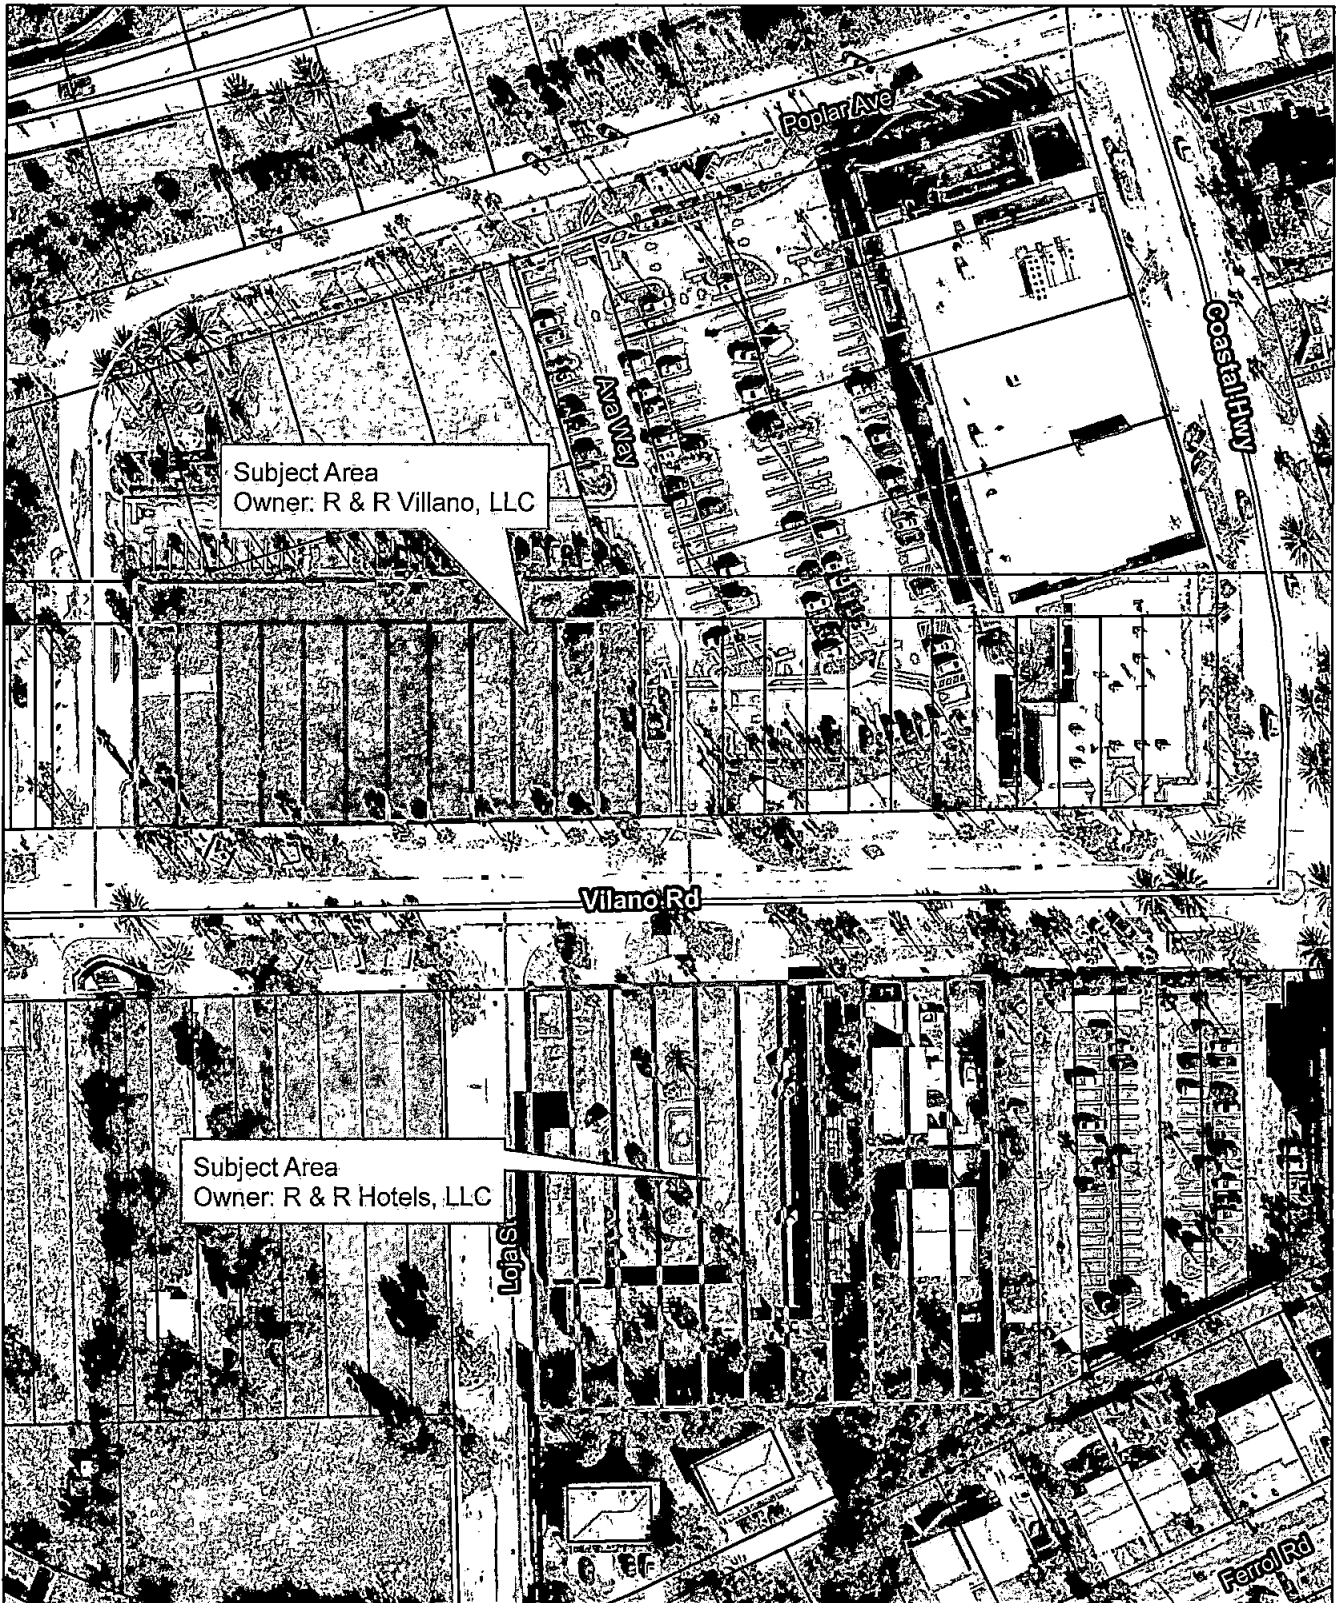 Poplar Ave
Coastal Hwy
Ava Way
Subject Area
Owner: R & R Villano, LLC
Vilano Rd
Subject Area
Owner: R & R Hotels, LLC
Loja St
Ferrol Rd